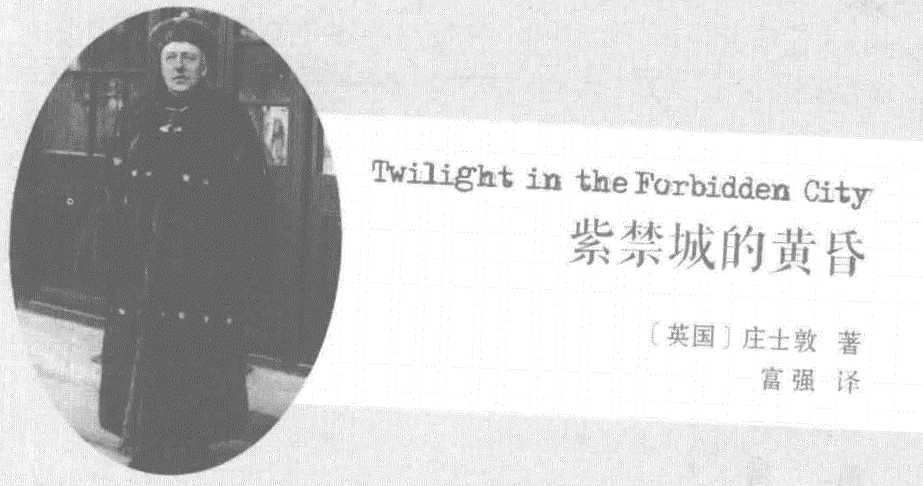 Twilight in the Forbidden City
紫禁城的黄昏
〔英国〕庄士敦 著
富强 译